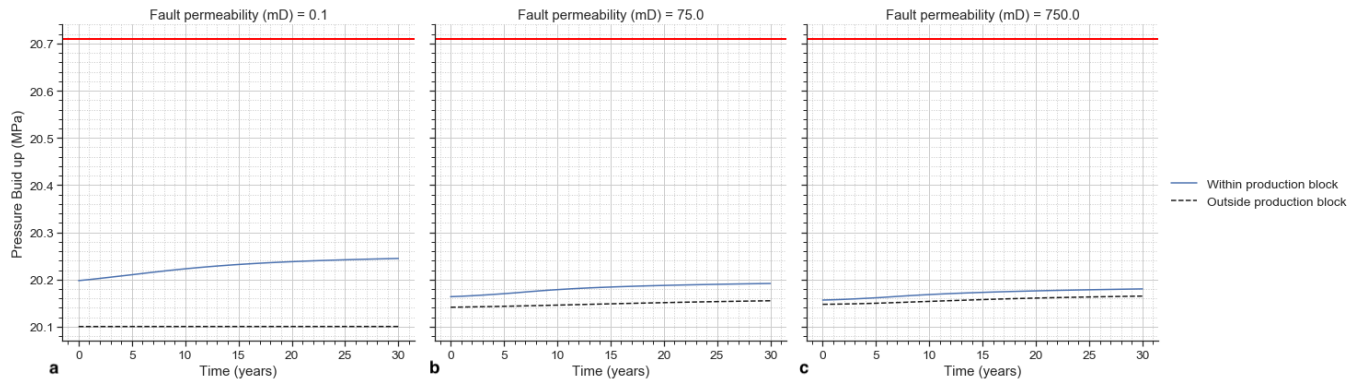 Fault permeability (mD) = 0.1
Fault permeability (mD) = 75.0
Fault permeability (mD) = 750.0
Pressure Buid up (MPa)
20.7
20.6
20.5
20.4
20.3
20.2
20.1
0 5 10 15 20 25 30
0 5 10 15 20 25 30
0 5 10 15 20 25 30
a Time (years)
b Time (years)
c Time (years)
Within production block
Outside production block